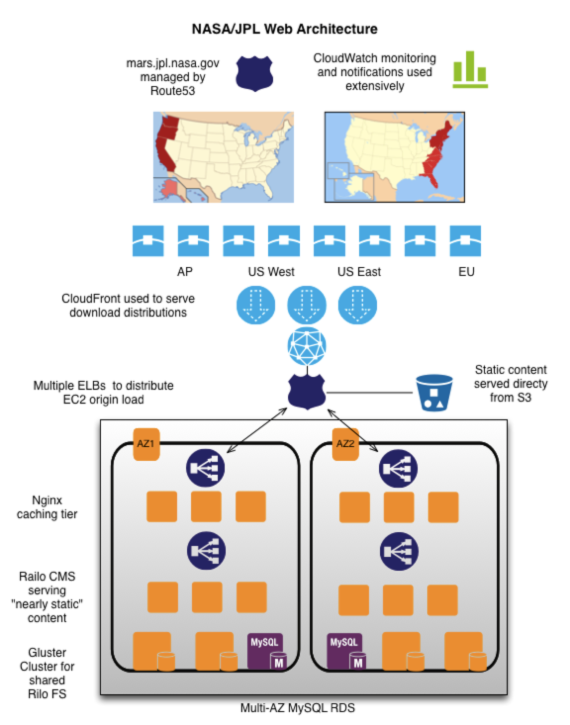 NASA/JPL Web Architecture
mars.jpl.nasa.gov
managed by
Route53
CloudWatch monitoring
and notifications used
extensively
AP
US West
US East
EU
CloudFront used to serve
download distributions
Multiple ELBs to distribute
EC2 origin load
Static content
served directy
from S3
AZ1
AZ2
Nginx
caching tier
Railo CMS
serving
"nearly static"
content
Gluster
Cluster for
shared
Rilo FS
MySQL
M
MySQL
M
Multi-AZ MySQL RDS